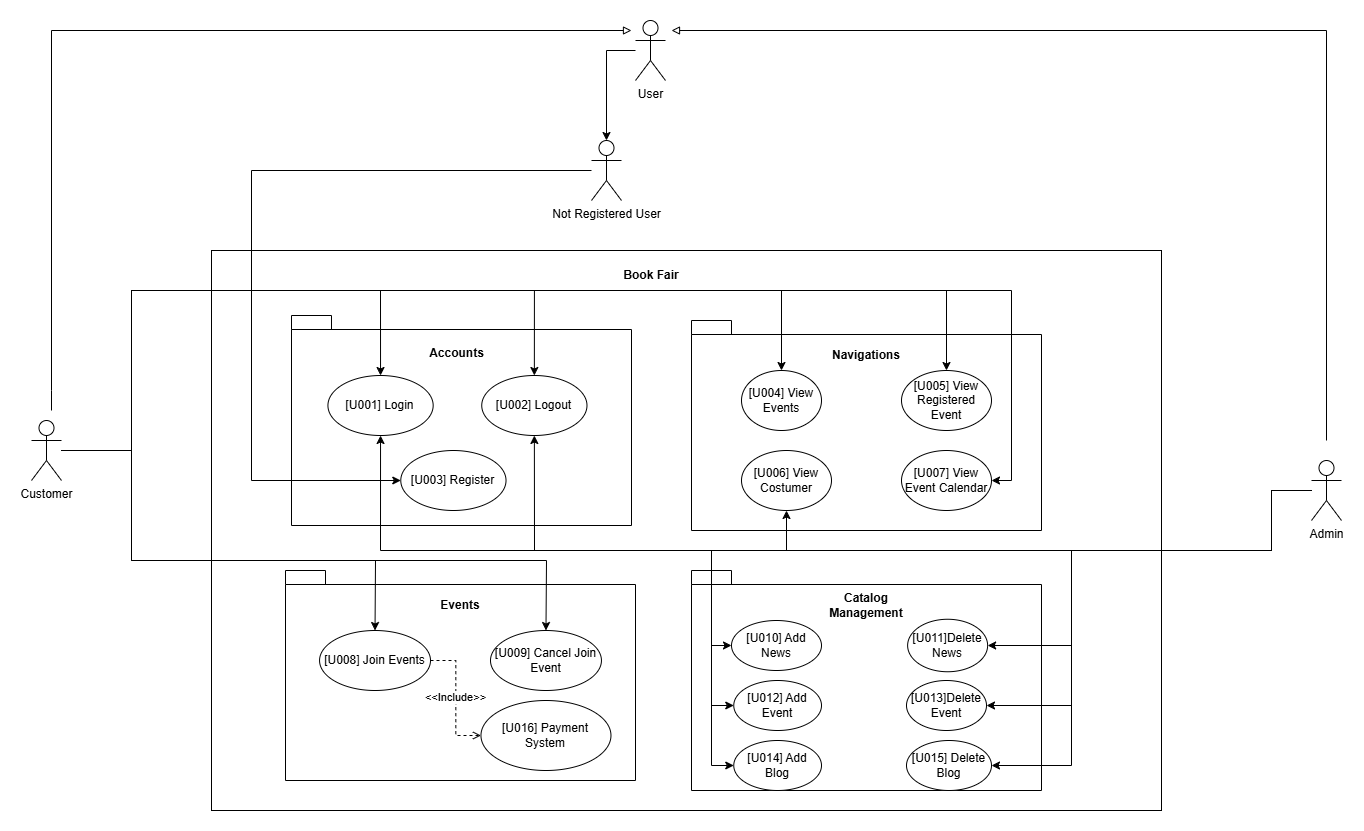 User
Not Registered User
Book Fair
Accounts
Navigations
[U001] Login
[U002] Logout
[U004] View
Events
[U005] View
Registered
Event
[U003] Register
[U006] View
Costumer
[U007] View
Event Calendar
Customer
Admin
Events
Catalog
Management
[U008] Join Events
[U009] Cancel Join
Event
<<Include>>
[U016] Payment
System
[U010] Add
News
[U011]Delete
News
[U012] Add
Event
[U013]Delete
Event
[U014] Add
Blog
[U015] Delete
Blog